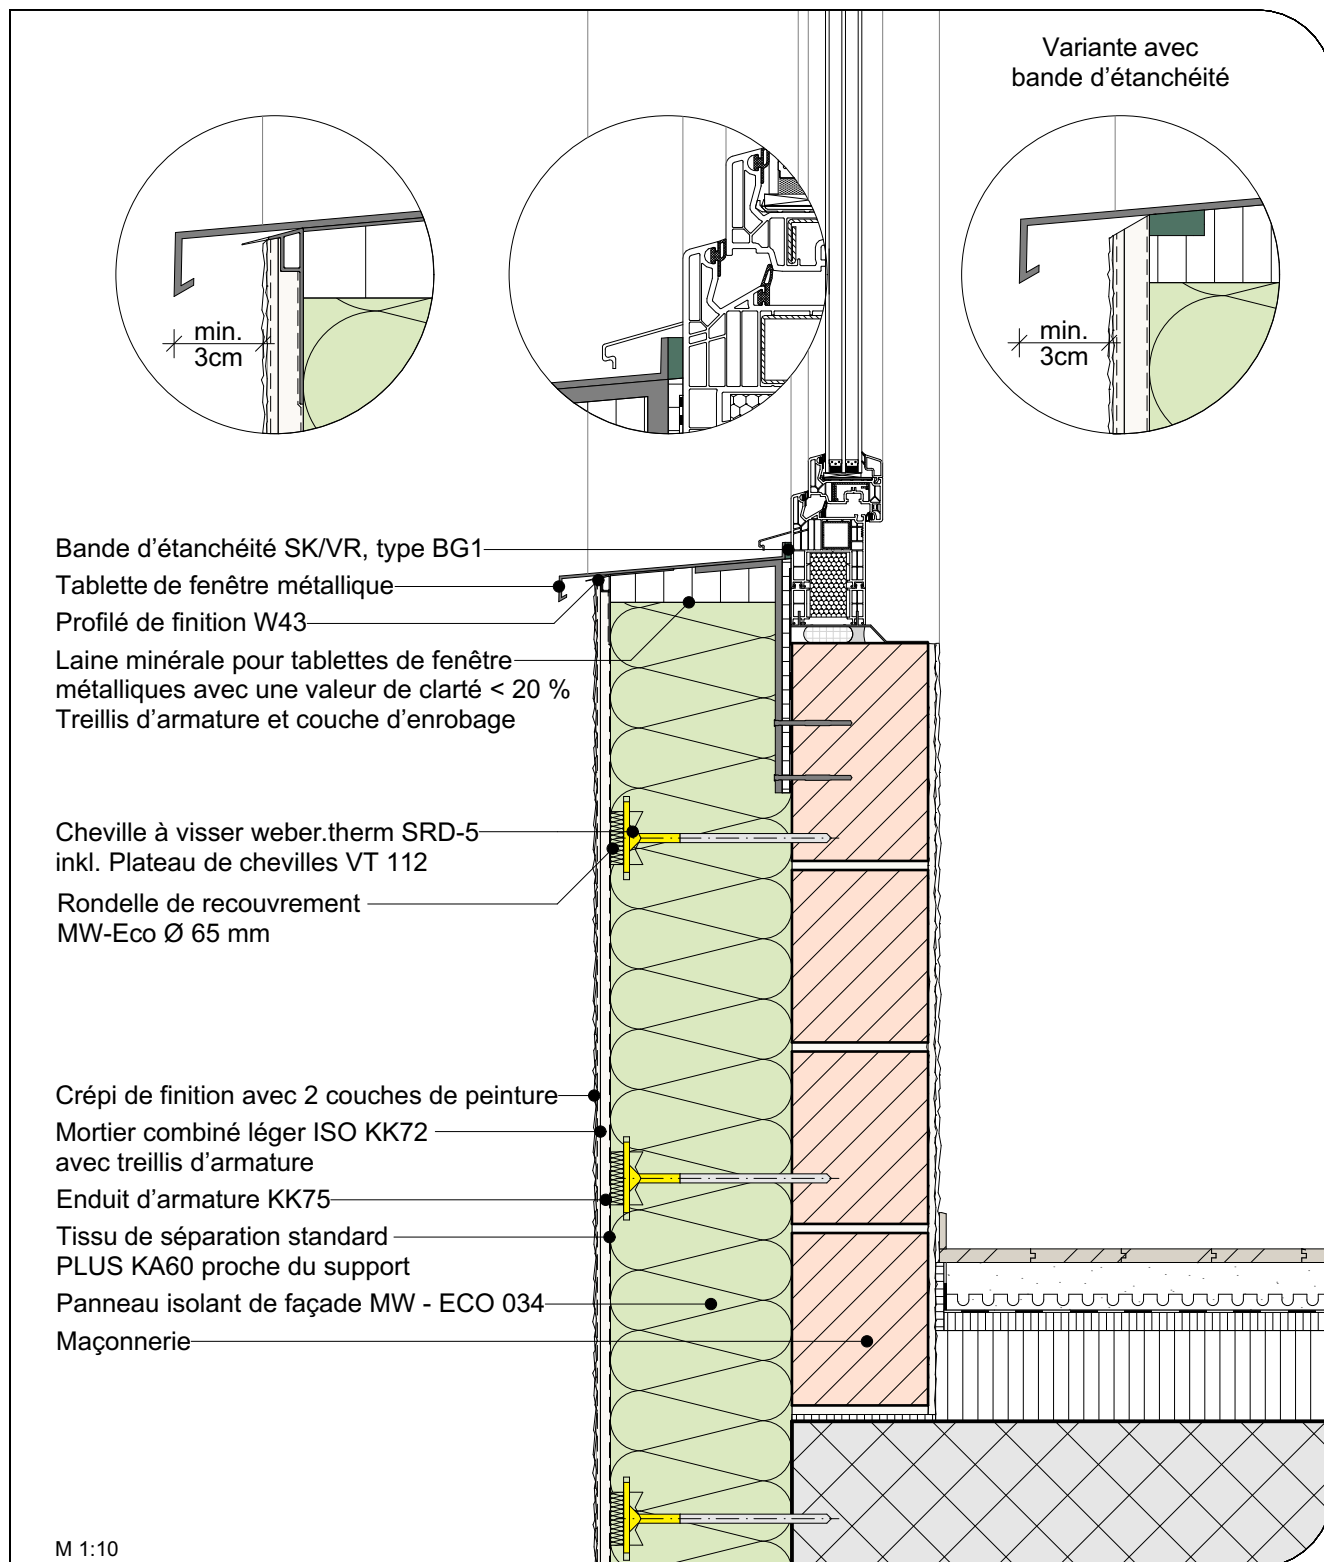 Variante avec
bande d'étanchéité
min.
3cm
min.
3cm
Bande d'étanchéité SK/VR, type BG1
Tablette de fenêtre métallique
Profilé de finition W43
Laine minérale pour tablettes de fenêtre
métalliques avec une valeur de clarté < 20 %
Treillis d'armature et couche d'enrobage
Cheville à visser weber.therm SRD-5
inkl. Plateau de chevilles VT 112
Rondelle de recouvrement
MW-Eco Ø 65 mm
Crépi de finition avec 2 couches de peinture
Mortier combiné léger ISO KK72
avec treillis d'armature
Enduit d'armature KK75
Tissu de séparation standard
PLUS KA60 proche du support
Panneau isolant de façade MW - ECO 034
Maçonnerie
M 1:10